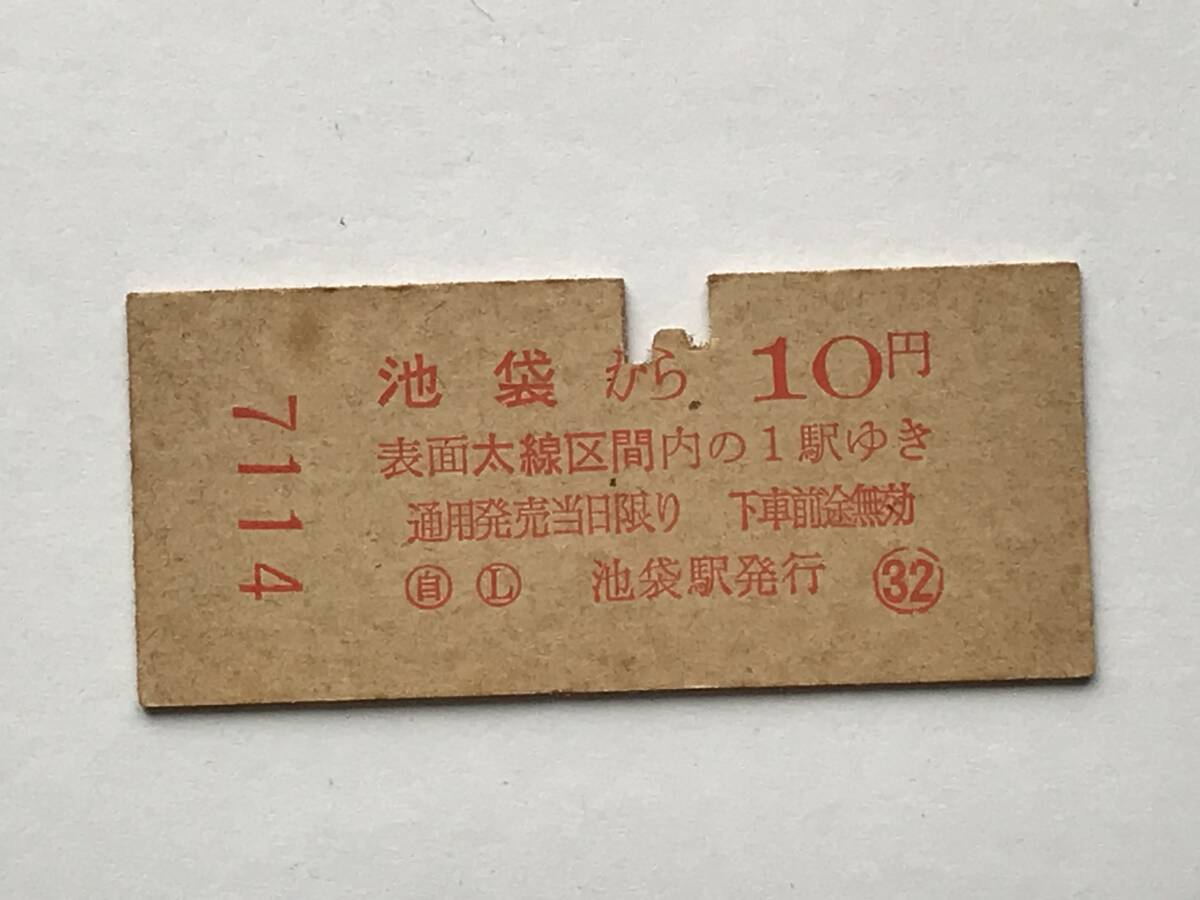 池袋から10円
表面太線区間内の1駅ゆき
通用発売当日限り 下車前途無効
㊂自 Ⓛ 池袋駅発行 ㉜
7114